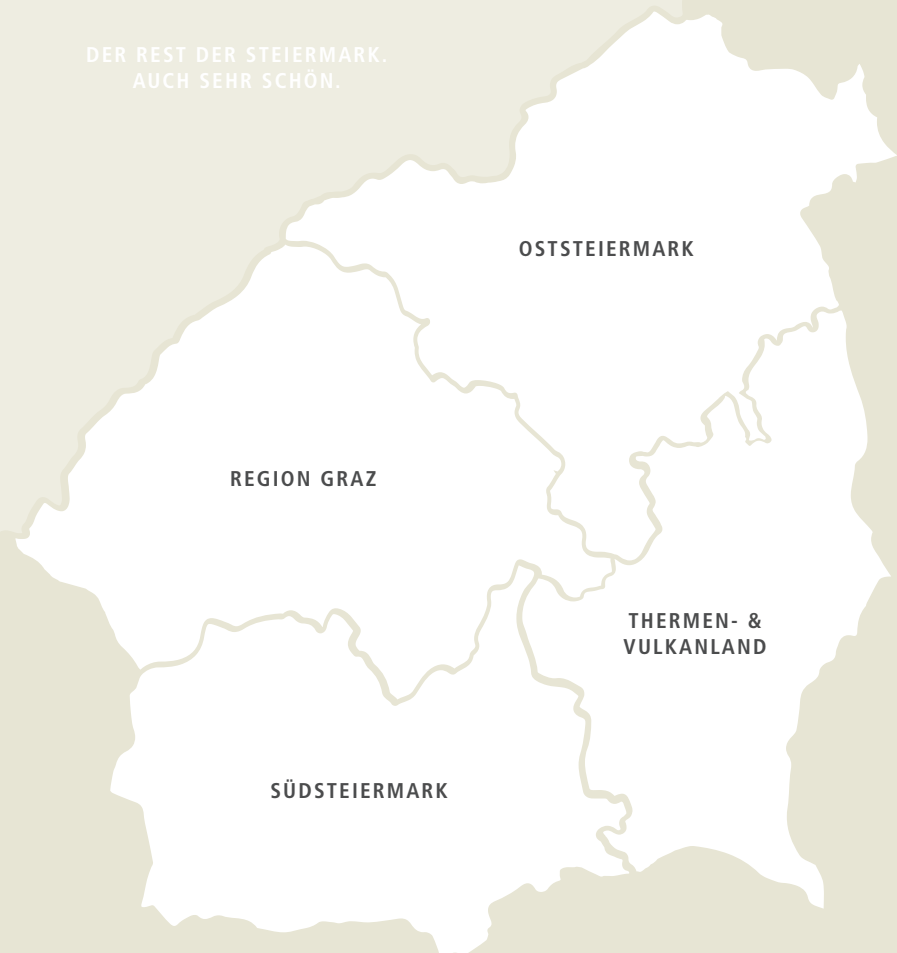 DER REST DER STEIERMARK.
AUCH SEHR SCHÖN.
OSTSTEIERMARK
REGION GRAZ
THERMEN- &
VULKANLAND
SÜDSTEIERMARK